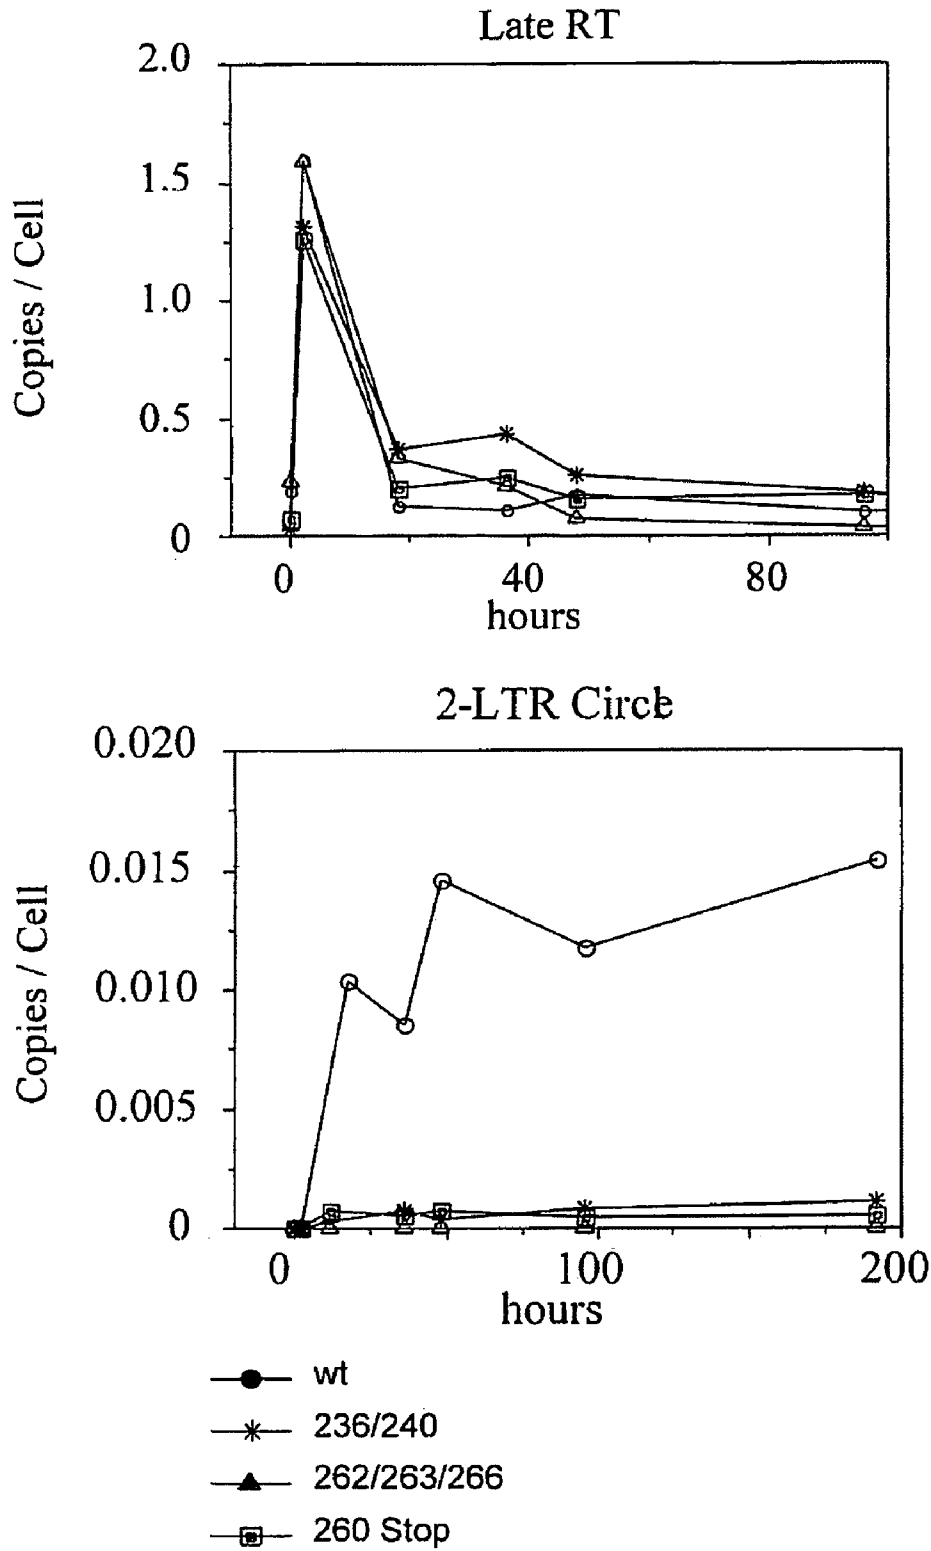 Late RT
2.0
1.5
1.0
0.5
0
Copies / Cell
0 40 80
hours
2-LTR Circle
0.020
0.015
0.010
0.005
0
Copies / Cell
0 100 200
hours
wt
236/240
262/263/266
260 Stop